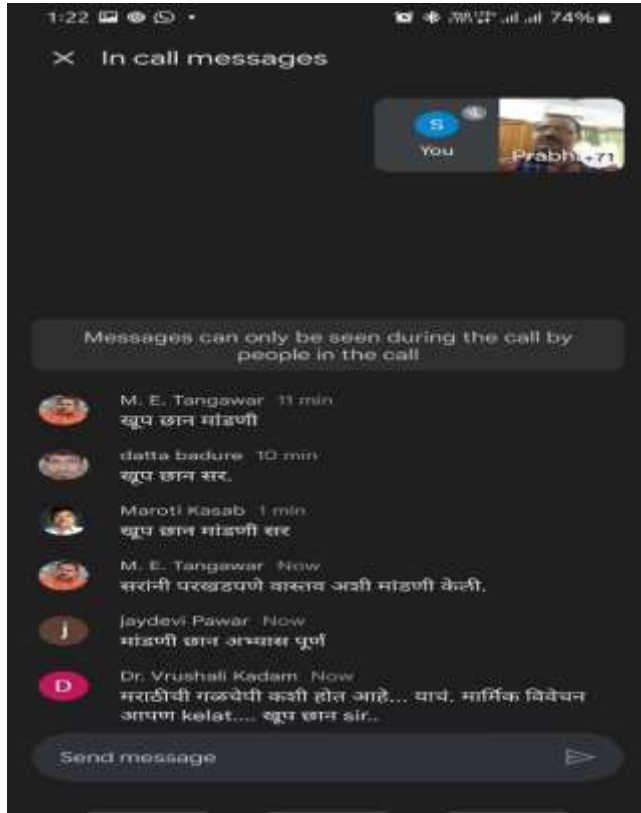 1:22 74%
× In call messages
S
You
Prabh +71
Messages can only be seen during the call by
people in the call
M. E. Tangawar 11 min
खूप छान मांडणी
datta badure 10 min
खूप छान सर.
Maroti Kasab 1 min
खूप छान मांडणी सर
M. E. Tangawar Now
सरांनी परखडपणे वास्तव अशी मांडणी केली.
j
jaydevi Pawar Now
मांडणी छान अभ्यास पूर्ण
D
Dr. Vrushali Kadam Now
मराठीची गळचेपी कशी होत आहे... याचं. मार्मिक विवेचन
आपण kelat.... खूप छान sir..
Send message